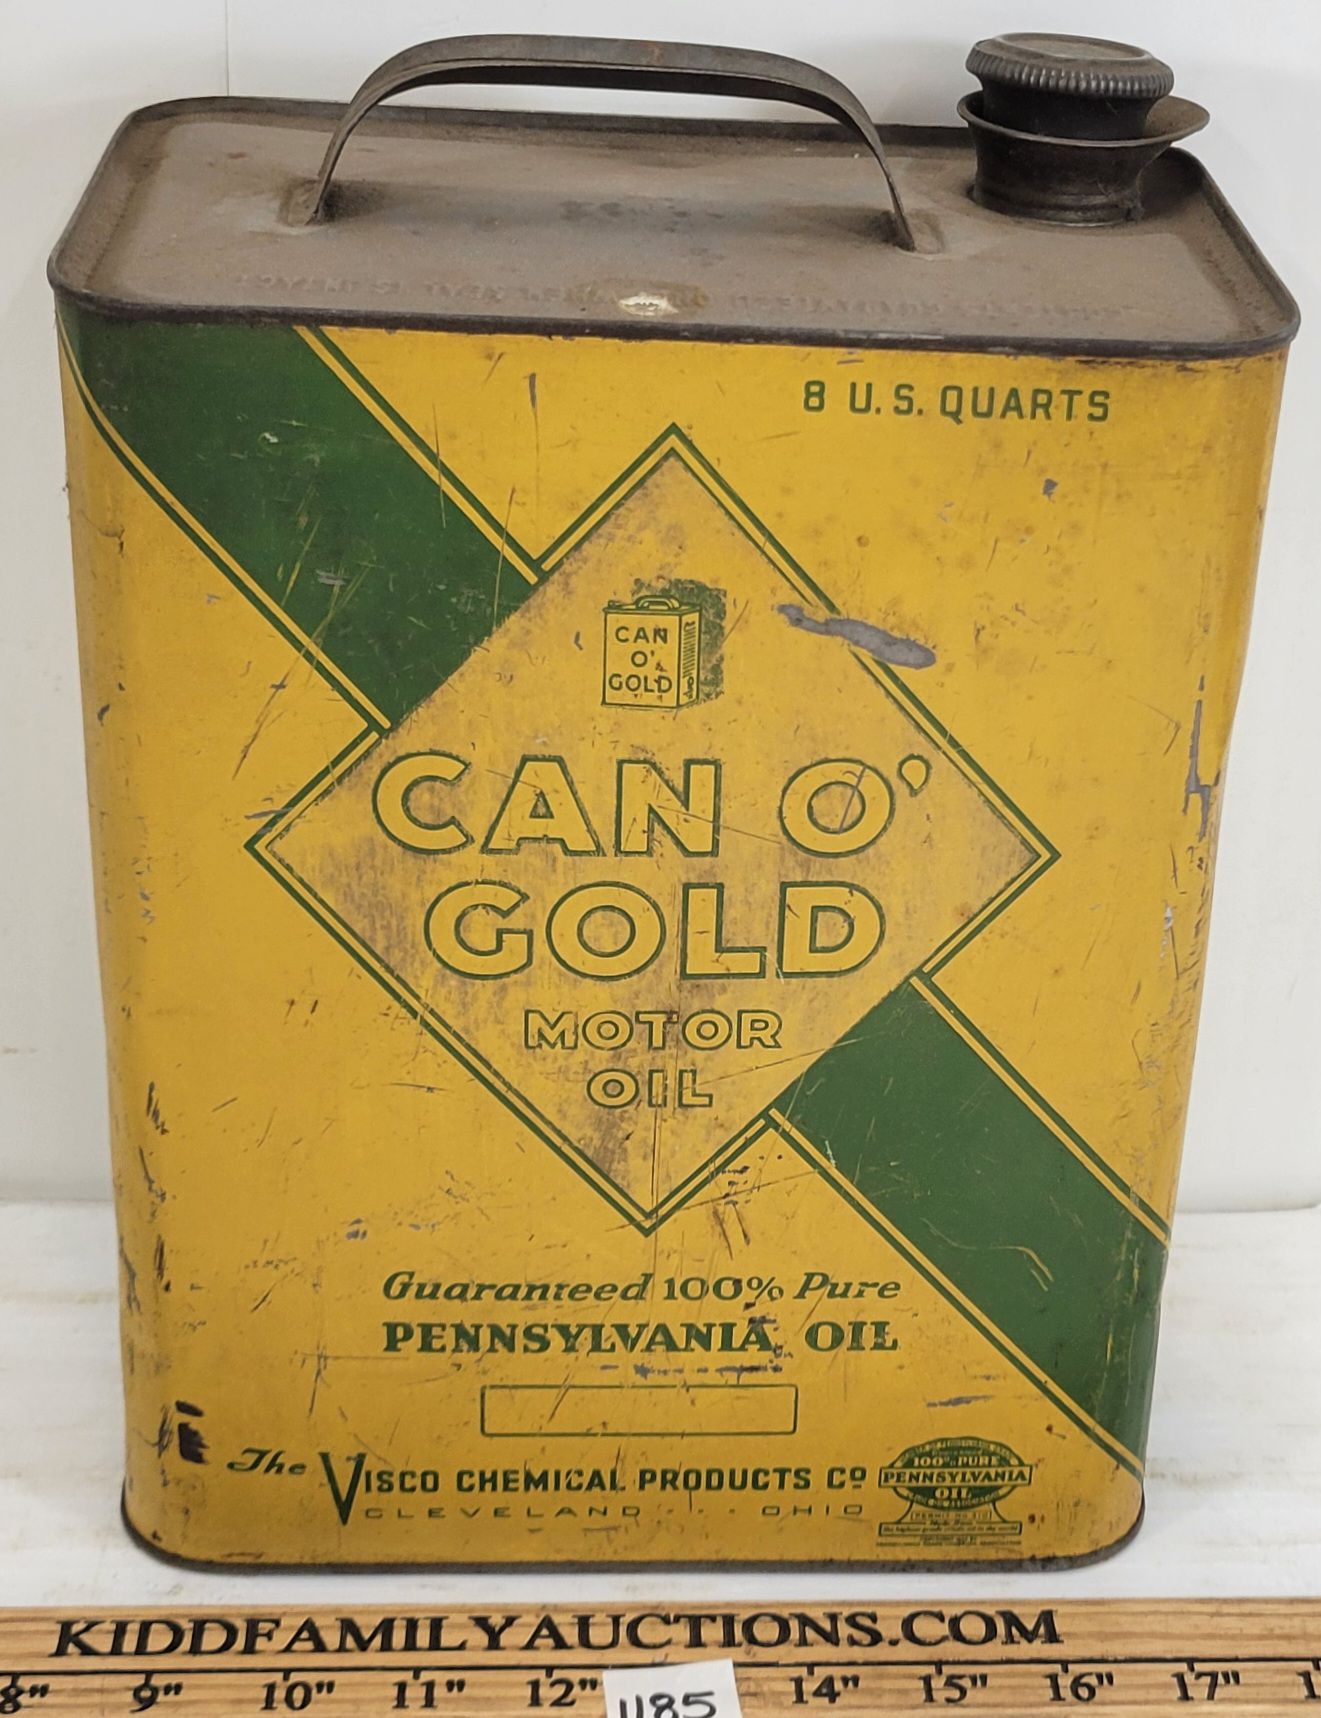 8 U.S. QUARTS
CAN
O'
GOLD
CAN O'
GOLD
MOTOR
OIL
Guaranteed 100% Pure
PENNSYLVANIA OIL
The VISCO CHEMICAL PRODUCTS Co
CLEVELAND · · · OHIO
100% PURE
PENNSYLVANIA
OIL
KIDDFAMILYAUCTIONS.COM
8" 9" 10" 11" 12" 14" 15" 16" 17"
1185